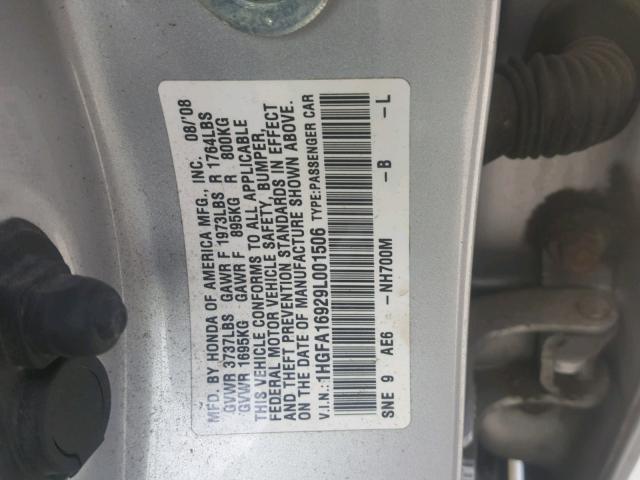 MFD. BY HONDA OF AMERICA MFG., INC. 08/'08
GVWR 3737LBS GAWR F 1973LBS R 1764LBS
GVWR 1695KG GAWR F 895KG R 800KG
THIS VEHICLE CONFORMS TO ALL APPLICABLE
FEDERAL MOTOR VEHICLE SAFETY, BUMPER,
AND THEFT PREVENTION STANDARDS IN EFFECT
ON THE DATE OF MANUFACTURE SHOWN ABOVE.
V.I.N.: 1HGFA16929L001506 TYPE:PASSENGER CAR
SNE 9 AE6 -NH700M -B -L